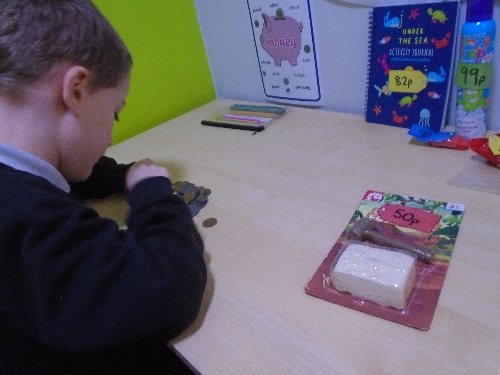 money
UNDER
THE SEA
ACTIVITY JOURNAL
82p
99p
50p